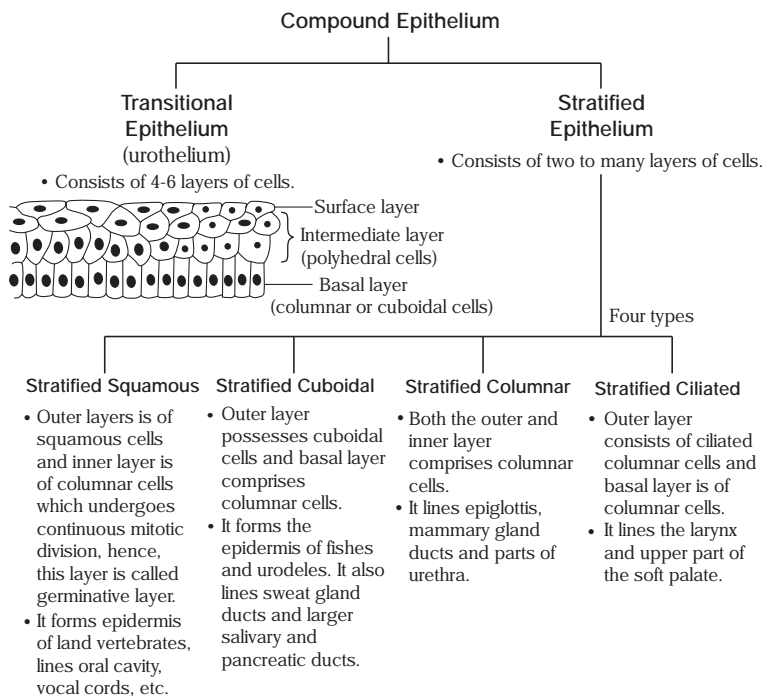 Compound Epithelium
Transitional
Epithelium
(urothelium)
• Consists of 4-6 layers of cells.
Surface layer
Intermediate layer
(polyhedral cells)
Basal layer
(columnar or cuboidal cells)
Stratified
Epithelium
• Consists of two to many layers of cells.
Four types
Stratified Squamous
• Outer layers is of
squamous cells
and inner layer is
of columnar cells
which undergoes
continuous mitotic
division, hence,
this layer is called
germinative layer.
• It forms epidermis
of land vertebrates,
lines oral cavity,
vocal cords, etc.
Stratified Cuboidal
• Outer layer
possesses cuboidal
cells and basal layer
comprises
columnar cells.
• It forms the
epidermis of fishes
and urodeles. It also
lines sweat gland
ducts and larger
salivary and
pancreatic ducts.
Stratified Columnar
• Both the outer and
inner layer
comprises columnar
cells.
• It lines epiglottis,
mammary gland
ducts and parts of
urethra.
Stratified Ciliated
• Outer layer
consists of ciliated
columnar cells and
basal layer is of
columnar cells.
• It lines the larynx
and upper part of
the soft palate.